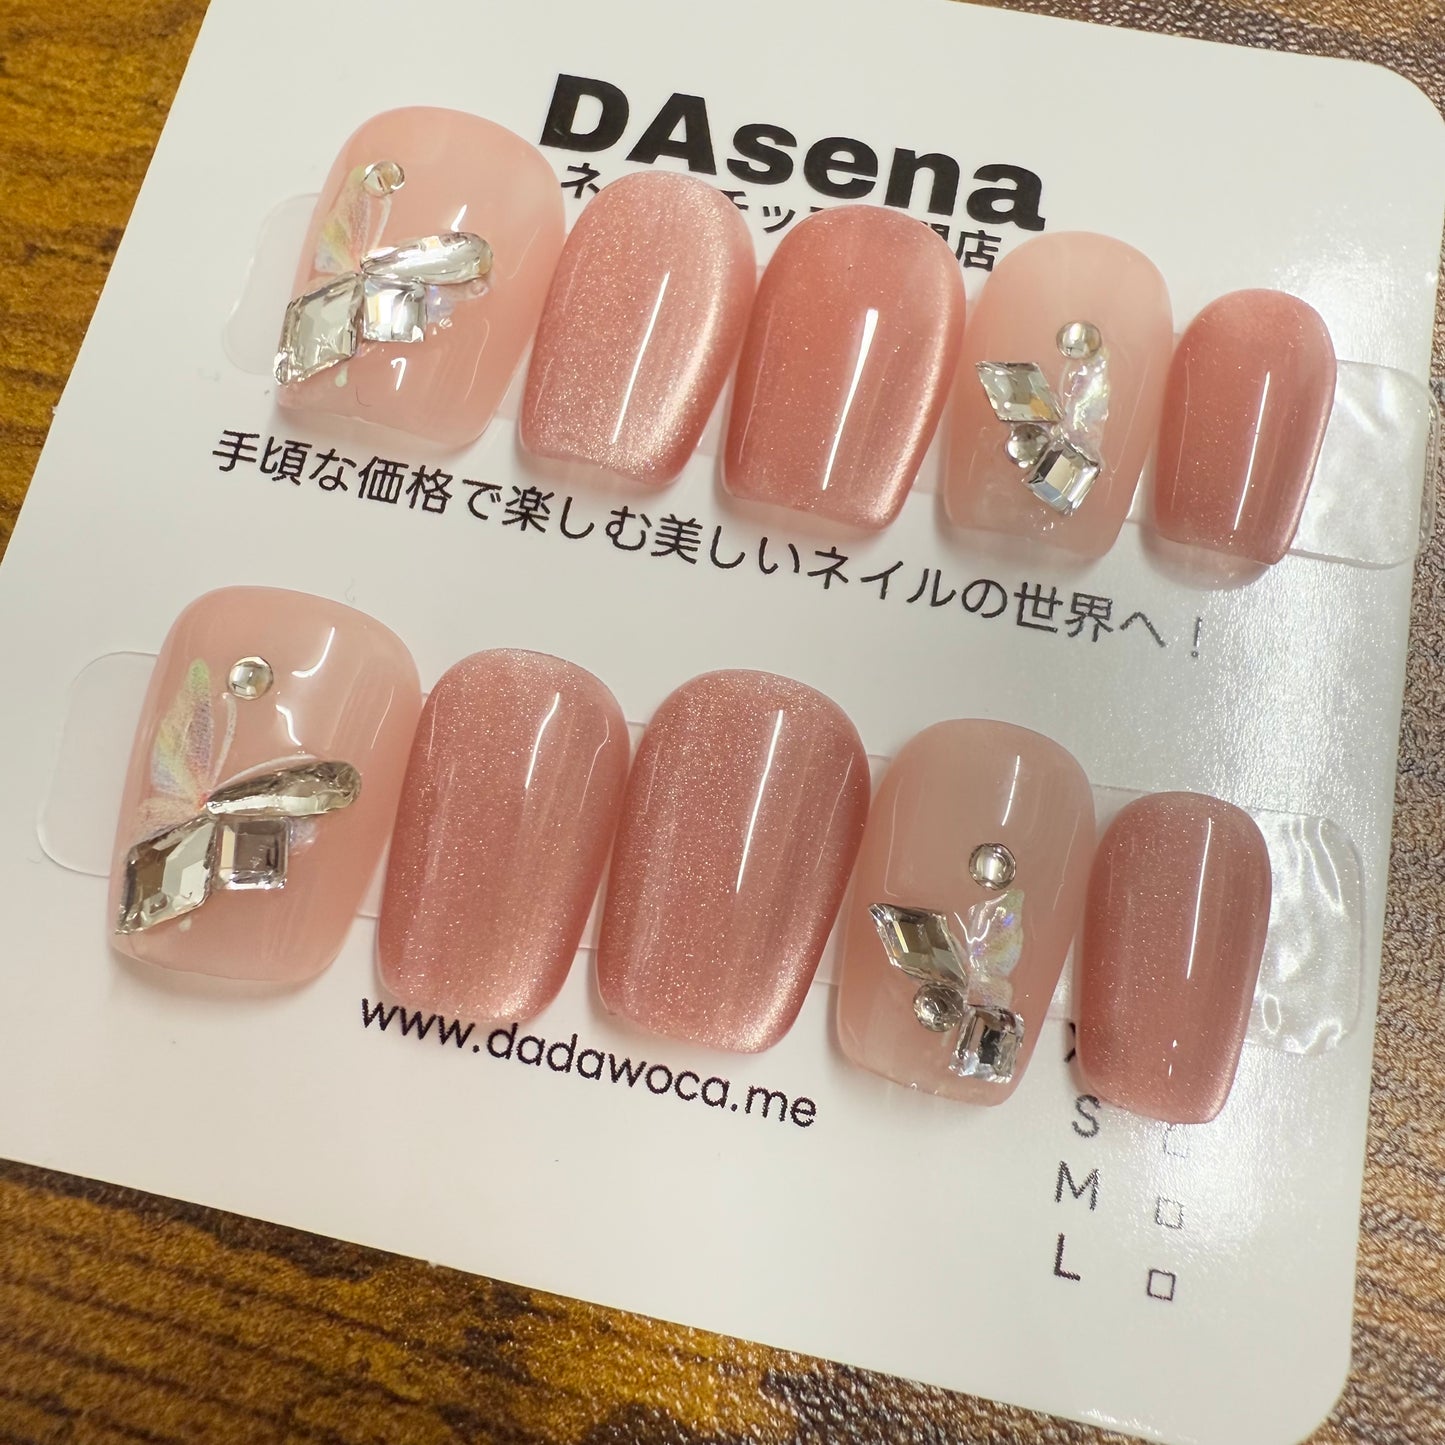 DAsena
手頃な価格で楽しむ美しいネイルの世界へ！
www.dadawoca.me
S □
M □
L □